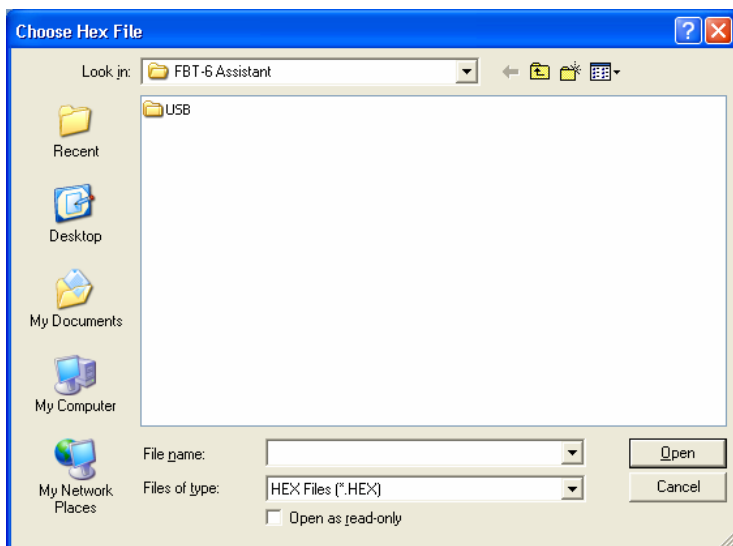 Choose Hex File
Look in: FBT-6 Assistant
USB
Recent
Desktop
My Documents
My Computer
My Network
Places
File name:
Open
Files of type: HEX Files (*.HEX)
Cancel
Open as read-only